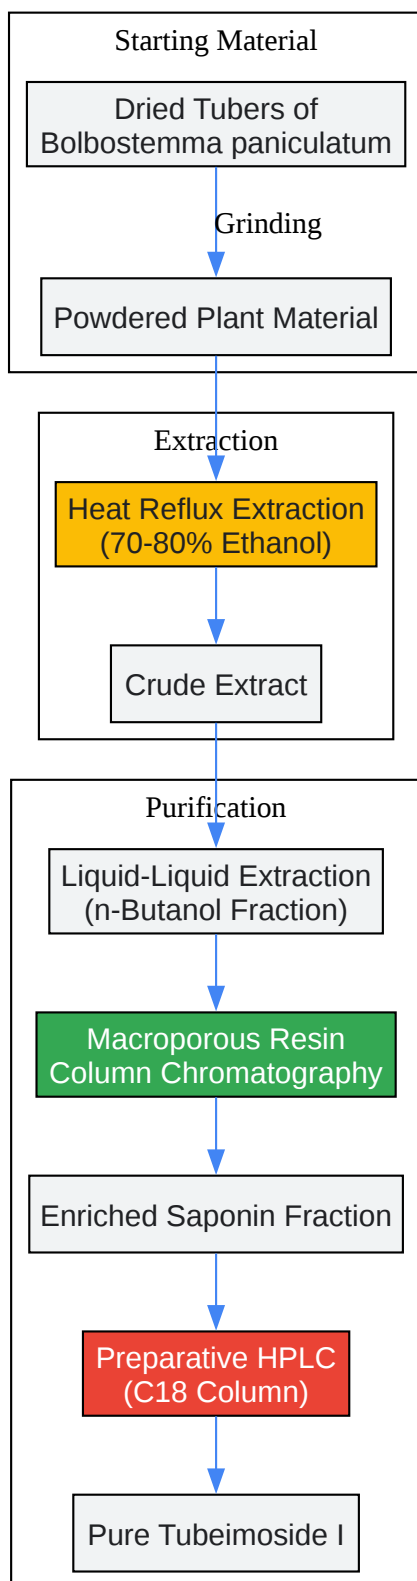 Starting Material
Dried Tubers of
Bolbostemma paniculatum
Grinding
Powdered Plant Material
Extraction
Heat Reflux Extraction
(70-80% Ethanol)
Crude Extract
Purification
Liquid-Liquid Extraction
(n-Butanol Fraction)
Macroporous Resin
Column Chromatography
Enriched Saponin Fraction
Preparative HPLC
(C18 Column)
Pure Tubeimoside I